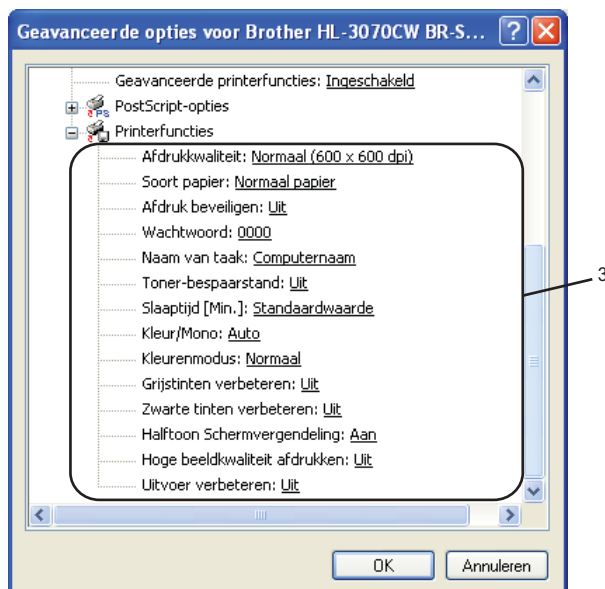 Geavanceerde opties voor Brother HL-3070CW BR-S...
Geavanceerde printerfuncties: Ingeschakeld
PostScript-opties
Printerfuncties
Afdrukkwaliteit: Normaal (600 x 600 dpi)
Soort papier: Normaal papier
Afdruk beveiligen: Uit
Wachtwoord: 0000
Naam van taak: Computernaam
Toner-bespaarstand: Uit
3
Slaaptijd [Min.]: Standaardwaarde
Kleur/Mono: Auto
Kleurenmodus: Normaal
Grijstinten verbeteren: Uit
Zwarte tinten verbeteren: Uit
Halftoon Schermvergendeling: Aan
Hoge beeldkwaliteit afdrukken: Uit
Uitvoer verbeteren: Uit
OK
Annuleren